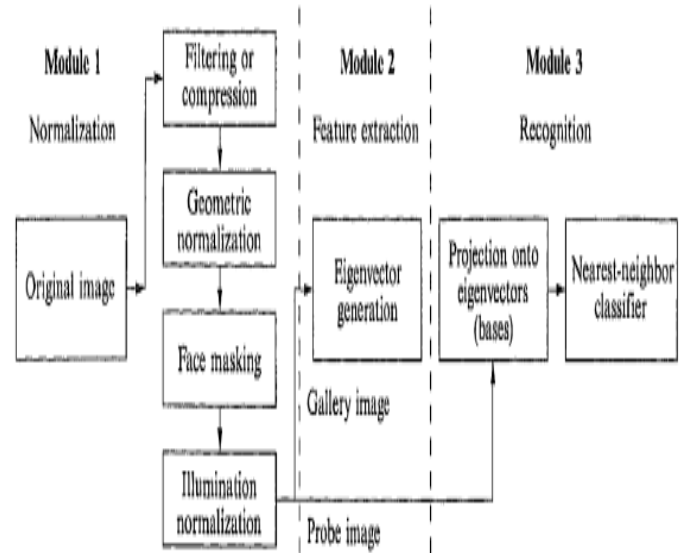 Module 1
Normalization
Original image
Filtering or
compression
Geometric
normalization
Face masking
Illumination
normalization
Module 2
Feature extraction
Eigenvector
generation
Gallery image
Probe image
Module 3
Recognition
Projection onto
eigenvectors
(bases)
Nearest-neighbor
classifier